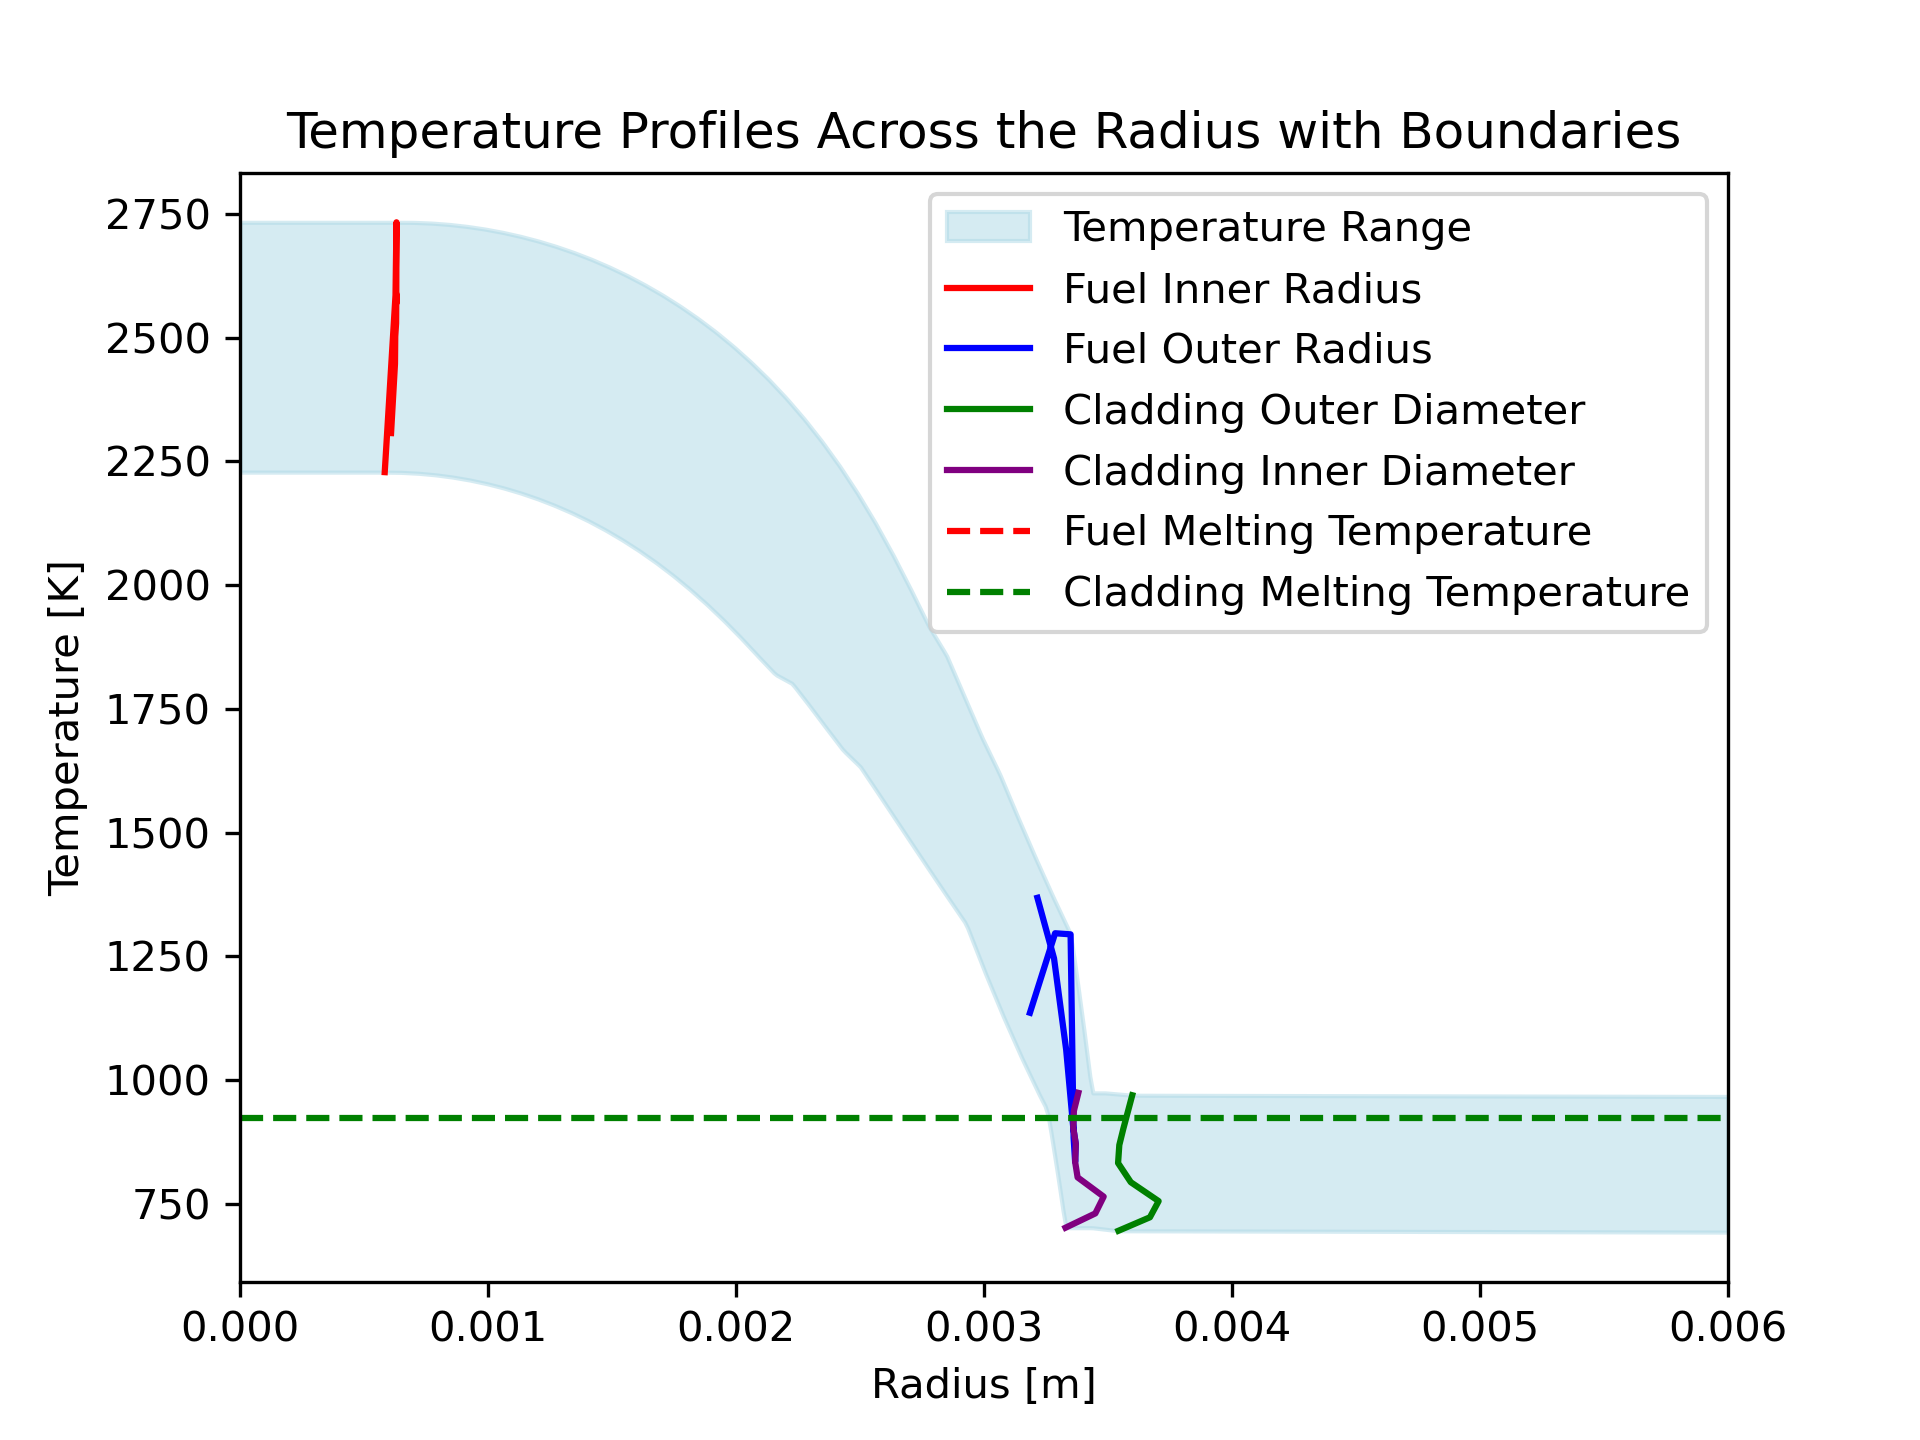 Temperature Profiles Across the Radius with Boundaries
Temperature Range
Fuel Inner Radius
Fuel Outer Radius
Cladding Outer Diameter
Cladding Inner Diameter
Fuel Melting Temperature
Cladding Melting Temperature
Temperature [K]
2750
2500
2250
2000
1750
1500
1250
1000
750
0.000 0.001 0.002 0.003 0.004 0.005 0.006
Radius [m]